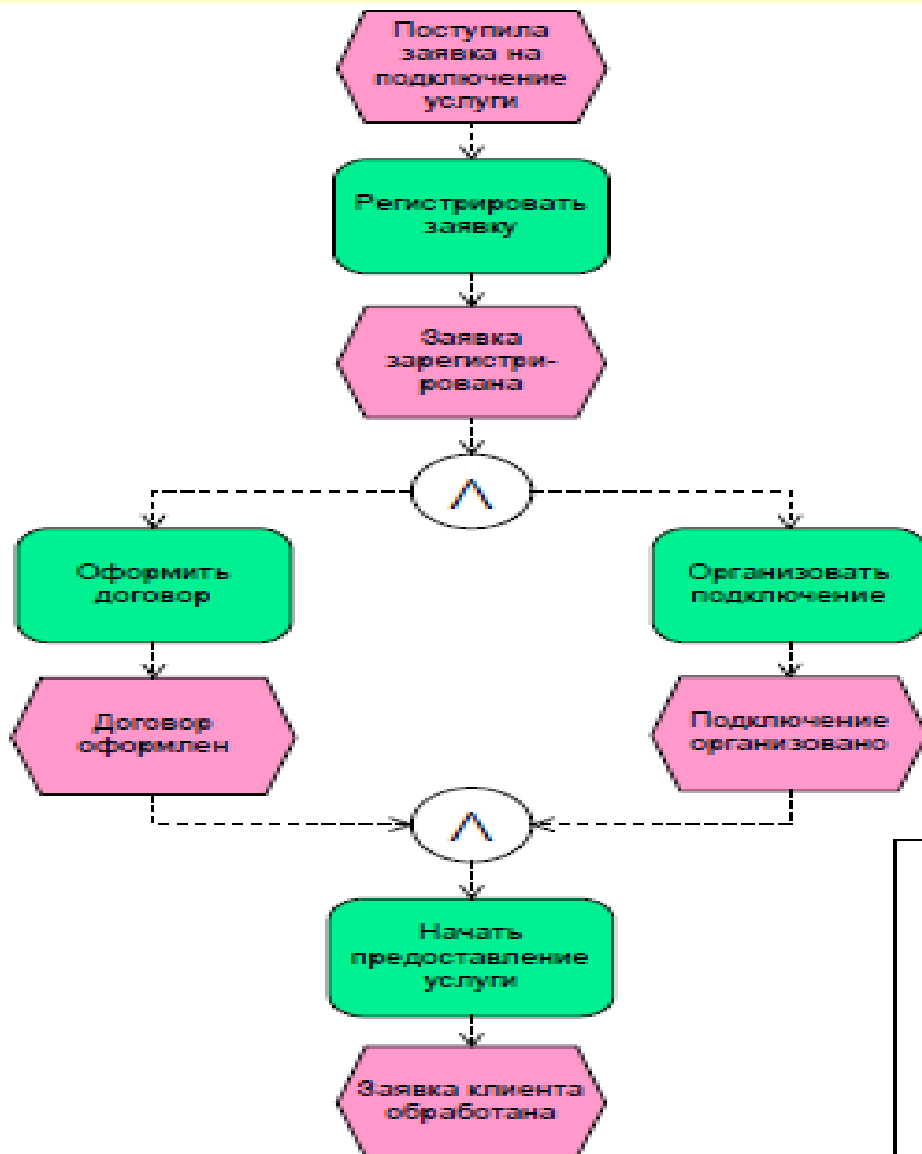 Поступила
заявка на
подключение
услуги
Регистрировать
заявку
Заявка
зарегистри-
рована
Оформить
договор
Организовать
подключение
Договор
оформлен
Подключение
организовано
Начать
предоставление
услуги
Заявка клиента
обработана